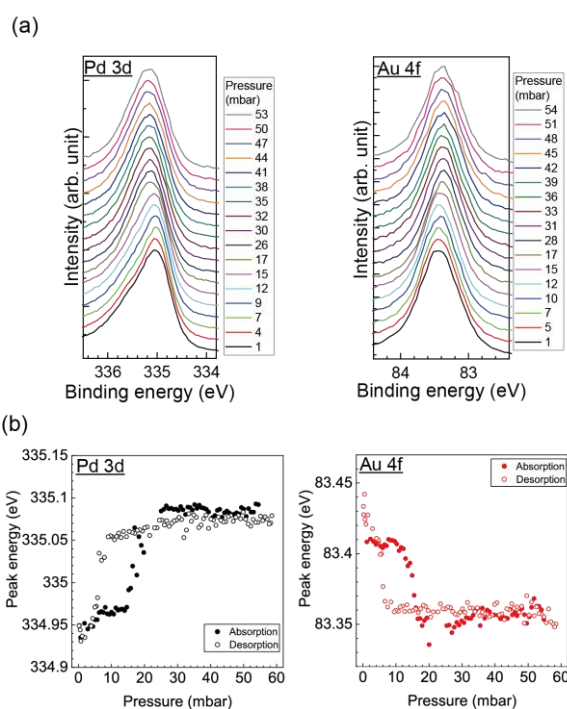 (a)
Pd 3d
Intensity (arb. unit)
Pressure
(mbar)
53
50
47
44
41
38
35
32
30
26
17
15
12
9
7
4
1
336 335 334
Binding energy (eV)
Au 4f
Intensity (arb. unit)
Pressure
(mbar)
54
51
48
45
42
39
36
33
31
28
17
15
12
10
7
5
1
84 83
Binding energy (eV)
(b)
Pd 3d
Peak energy (eV)
335.15
335.1
335.05
335
334.95
334.9
Absorption
Desorption
0 10 20 30 40 50 60
Pressure (mbar)
Au 4f
Peak energy (eV)
83.45
83.4
83.35
Absorption
Desorption
0 10 20 30 40 50 60
Pressure (mbar)